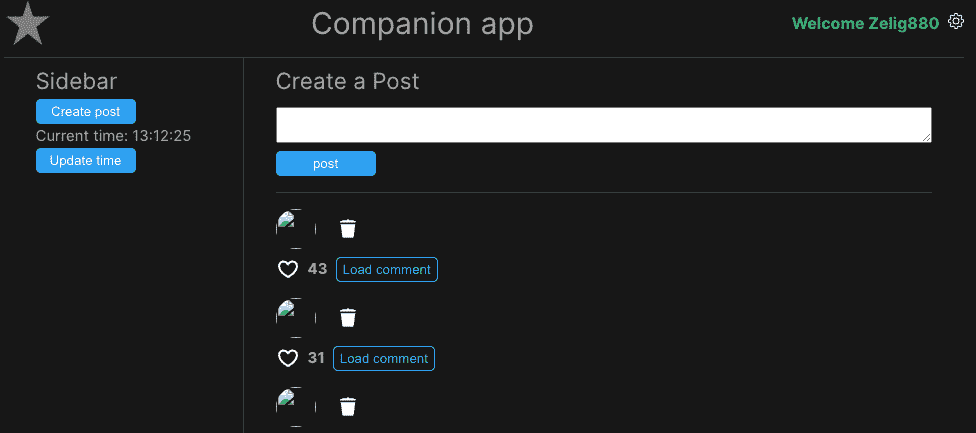 Companion app
Welcome Zelig880
Sidebar
Create post
Current time: 13:12:25
Update time
Create a Post
post
43
Load comment
31
Load comment